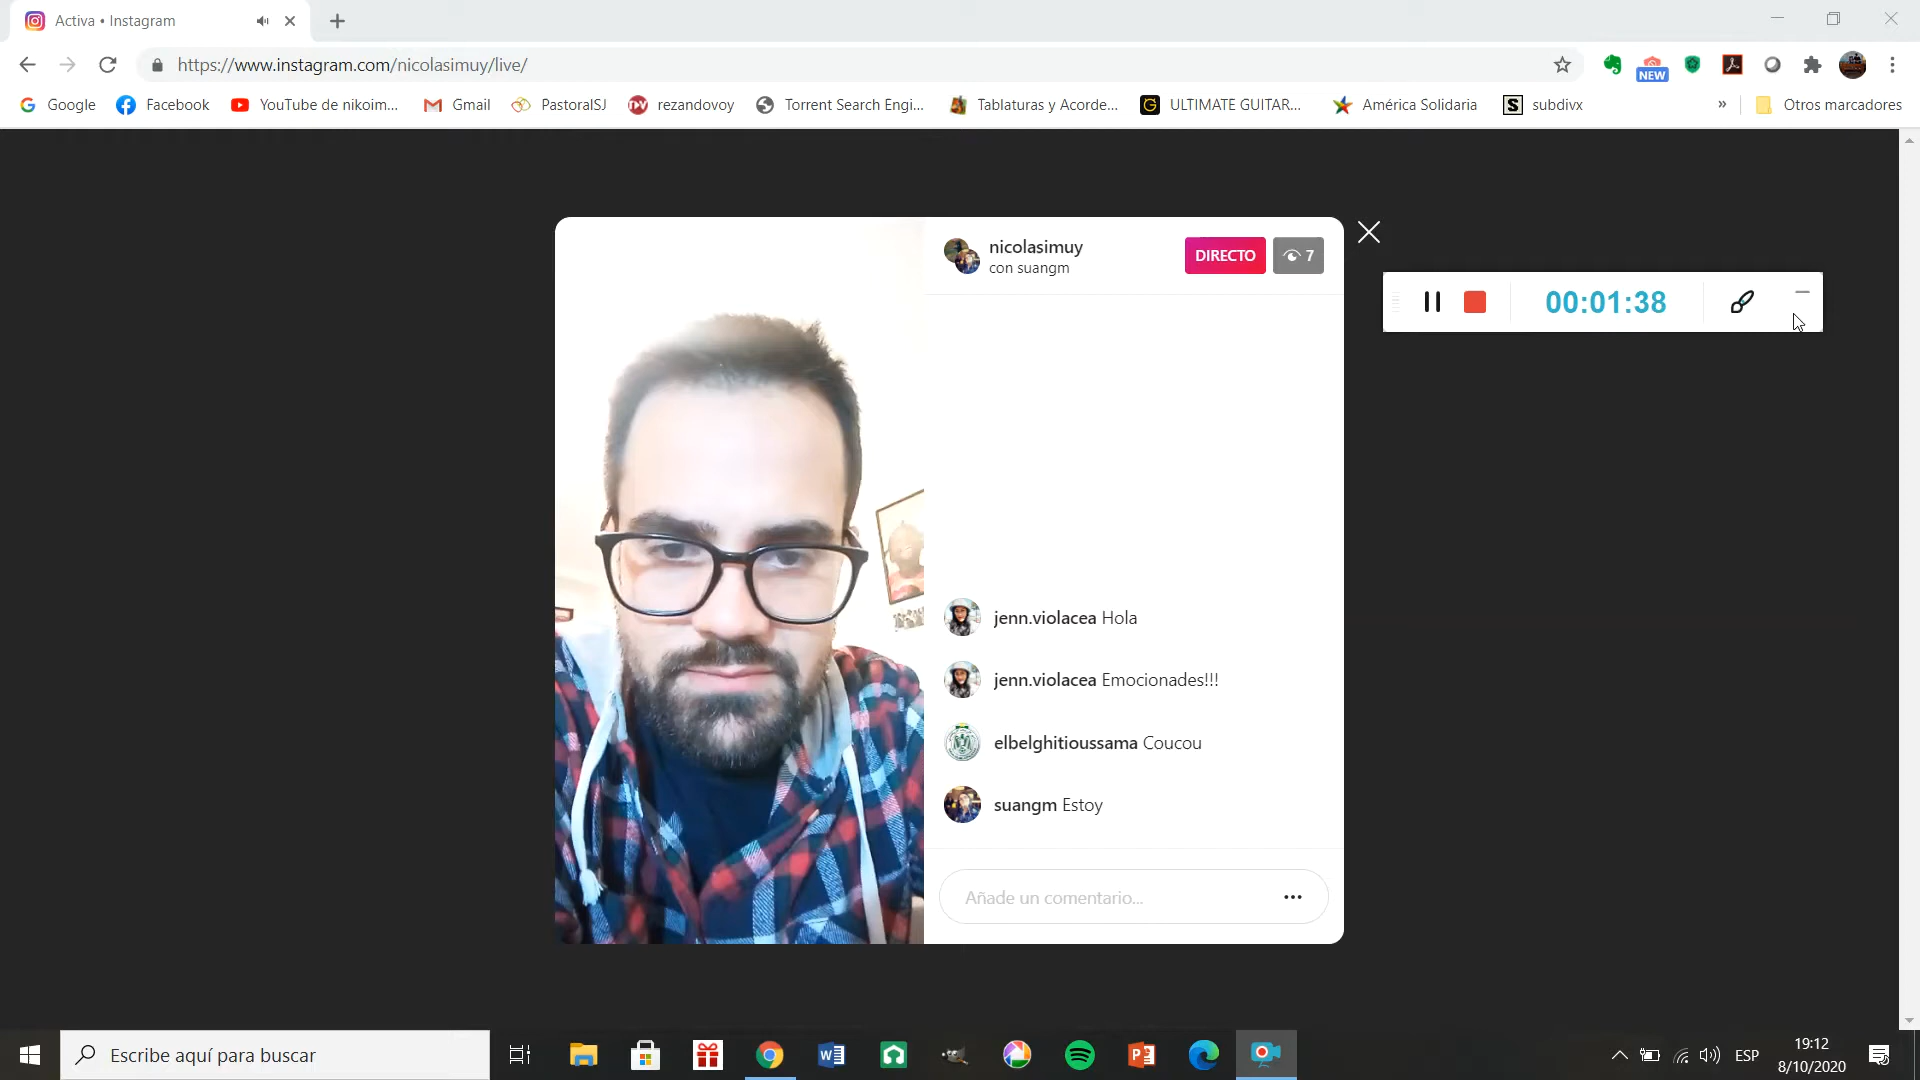 Activa • Instagram
https://www.instagram.com/nicolasimuy/live/
NEW
Google
Facebook
YouTube de nikoim...
Gmail
PastoralSJ
rezandovoy
Torrent Search Engi...
Tablaturas y Acorde...
ULTIMATE GUITAR...
América Solidaria
subdivx
»
Otros marcadores
nicolasimuy
con suangm
DIRECTO
7
00:01:38
jenn.violacea Hola
jenn.violacea Emocionades!!!
elbelghitioussama Coucou
suangm Estoy
Añade un comentario...
Escribe aquí para buscar
ESP
19:12
8/10/2020